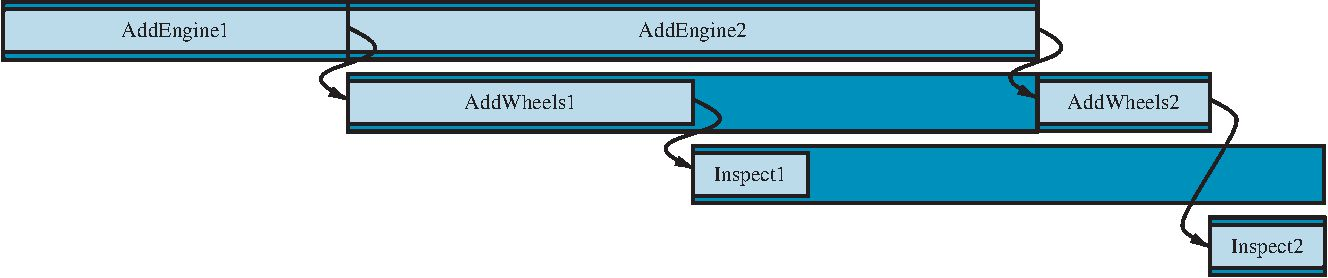 AddEngine1
AddEngine2
AddWheels1
AddWheels2
Inspect1
Inspect2